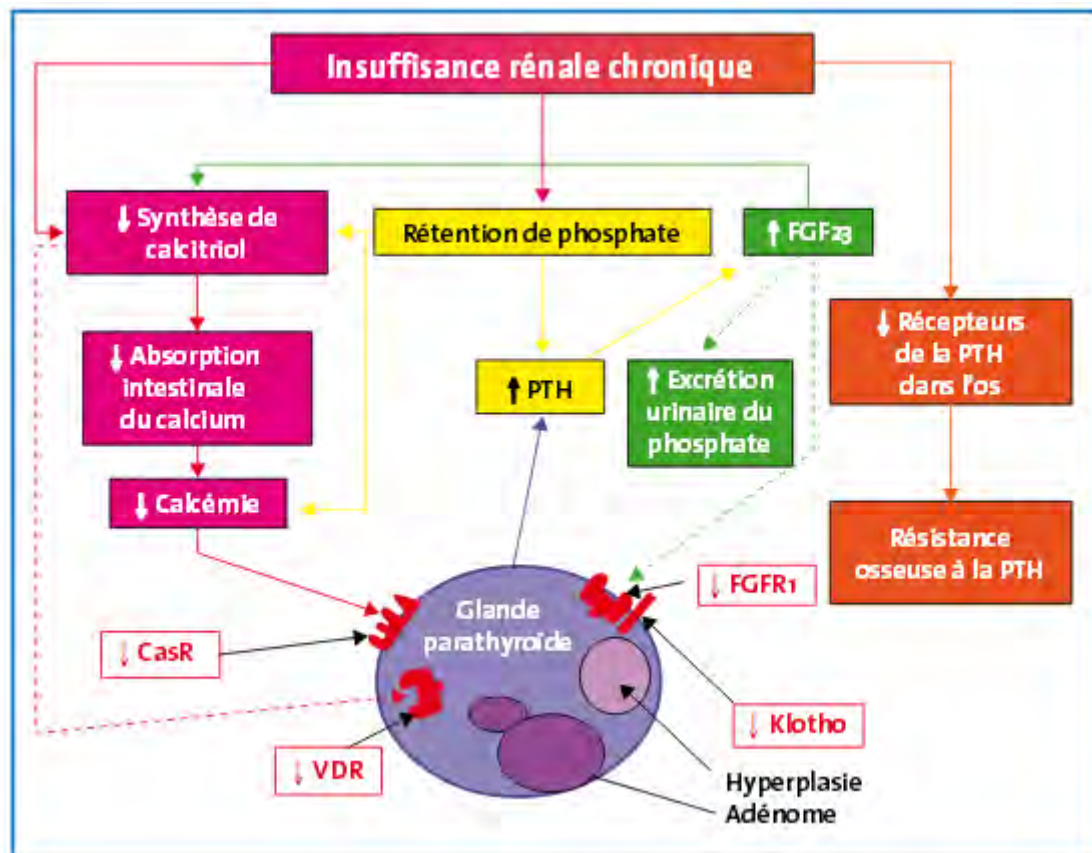 Insuffisance rénale chronique
↓ Synthèse de
calcitriol
Rétention de phosphate
↑ FGF23
↓ Absorption
intestinale
du calcium
↑ PTH
↑ Excrétion
urinaire du
phosphate
↓ Récepteurs
de la PTH
dans l'os
↓ Calcémie
Résistance
osseuse à la PTH
Glande
parathyroïde
↓ FGFR1
↓ CasR
↓ Klotho
↓ VDR
Hyperplasie
Adénome